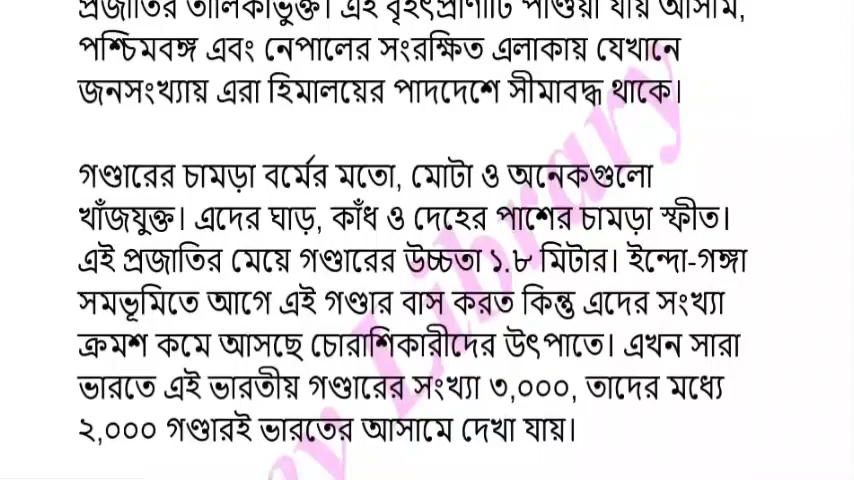 প্রজাতির তালিকাভুক্ত। এই বৃহৎপ্রাণীটি পাওয়া যায় আসাম,
পশ্চিমবঙ্গ এবং নেপালের সংরক্ষিত এলাকায় যেখানে
জনসংখ্যায় এরা হিমালয়ের পাদদেশে সীমাবদ্ধ থাকে।
গণ্ডারের চামড়া বর্মের মতো, মোটা ও অনেকগুলো
খাঁজযুক্ত। এদের ঘাড়, কাঁধ ও দেহের পাশের চামড়া স্ফীত।
এই প্রজাতির মেয়ে গণ্ডারের উচ্চতা ১.৮ মিটার। ইন্দো-গঙ্গা
সমভূমিতে আগে এই গণ্ডার বাস করত কিন্তু এদের সংখ্যা
ক্রমশ কমে আসছে চোরাশিকারীদের উৎপাতে। এখন সারা
ভারতে এই ভারতীয় গণ্ডারের সংখ্যা ৩,০০০, তাদের মধ্যে
২,০০০ গণ্ডারই ভারতের আসামে দেখা যায়।
Library